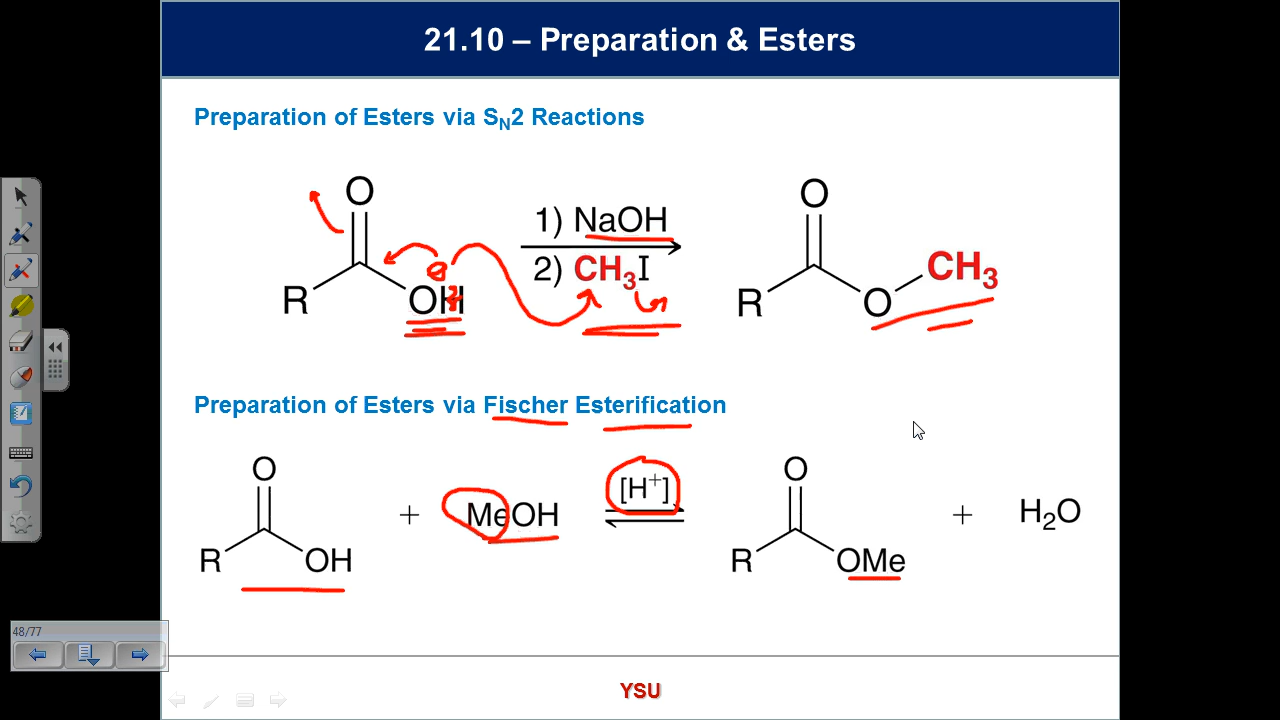 21.10 – Preparation & Esters
Preparation of Esters via SN2 Reactions
O
R
OH
1) NaOH
2) CH3I
O
R
O
CH3
Preparation of Esters via Fischer Esterification
O
R
OH
+
MeOH
[H+]
O
R
OMe
+
H2O
48/77
YSU